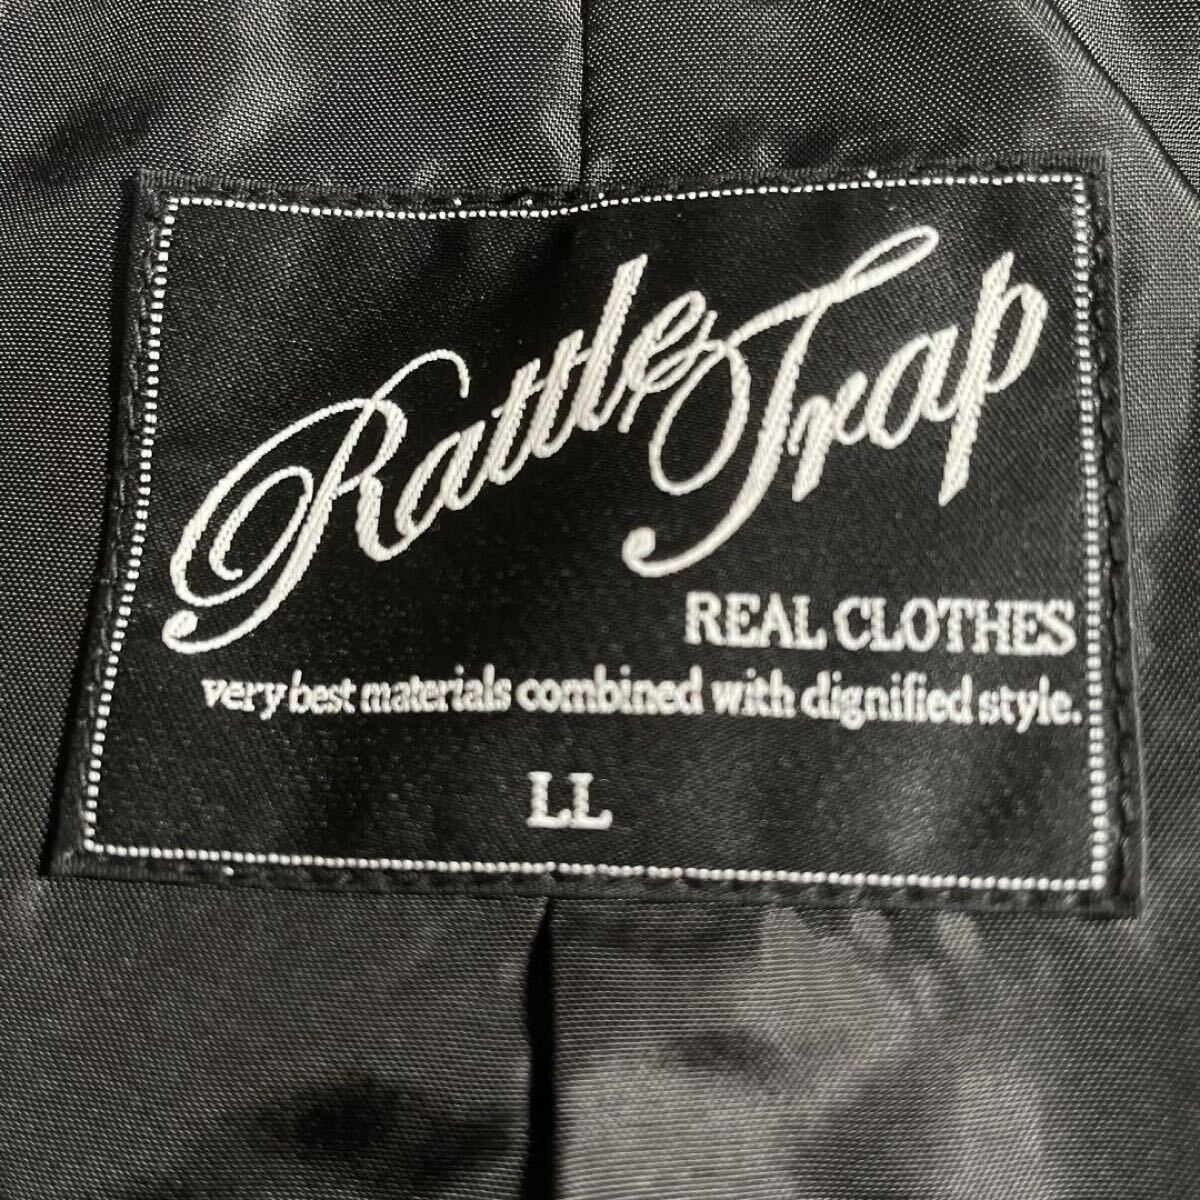 Rattle Trap
REAL CLOTHES
very best materials combined with dignified style.
LL